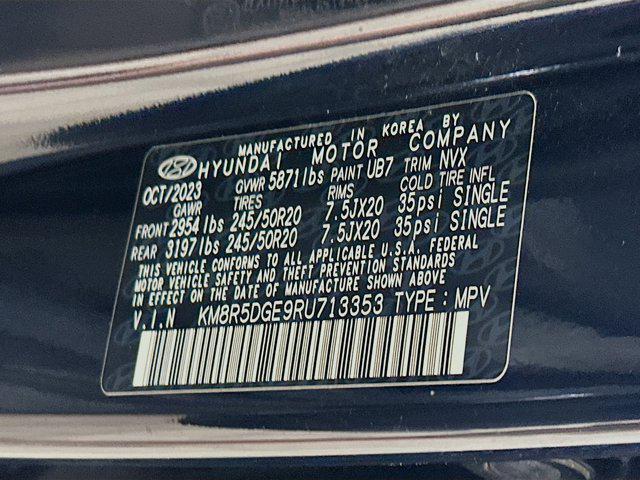 MANUFACTURED IN KOREA BY
HYUNDAI MOTOR COMPANY
OCT/2023 GVWR 5871lbs PAINT UB7 TRIM NVX
GAWR TIRES RIMS COLD TIRE INFL
FRONT 2954lbs 245/50R20 7.5JX20 35psi SINGLE
REAR 3197lbs 245/50R20 7.5JX20 35psi SINGLE
THIS VEHICLE CONFORMS TO ALL APPLICABLE U.S.A. FEDERAL
MOTOR VEHICLE SAFETY AND THEFT PREVENTION STANDARDS
IN EFFECT ON THE DATE OF MANUFACTURE SHOWN ABOVE
V.I.N KM8R5DGE9RU713353 TYPE : MPV